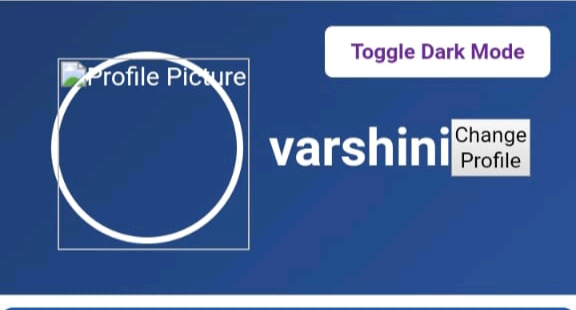 Toggle Dark Mode
Profile Picture
varshini
Change
Profile